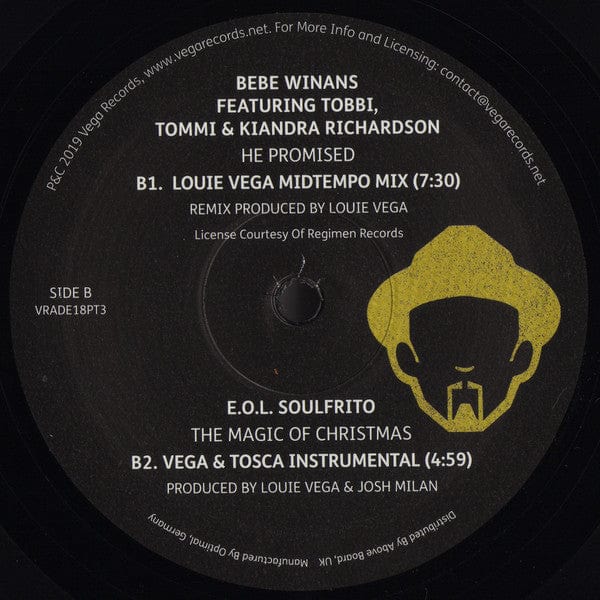 P&C 2019 Vega Records, www.vegarecords.net. For More Info and Licensing: contact@vegarecords.net
BEBE WINANS
FEATURING TOBBI,
TOMMI & KIANDRA RICHARDSON
HE PROMISED
B1. LOUIE VEGA MIDTEMPO MIX (7:30)
REMIX PRODUCED BY LOUIE VEGA
License Courtesy Of Regimen Records
SIDE B
VRADE18PT3
E.O.L. SOULFRITO
THE MAGIC OF CHRISTMAS
B2. VEGA & TOSCA INSTRUMENTAL (4:59)
PRODUCED BY LOUIE VEGA & JOSH MILAN
Distributed By Above Board, UK
Manufactured By Optimal, Germany